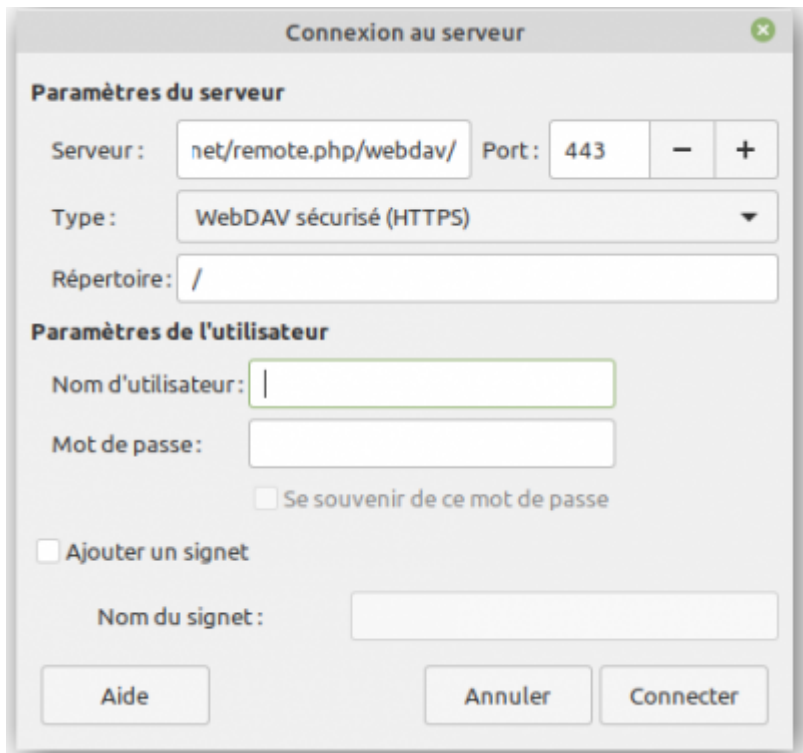 Connexion au serveur
Paramètres du serveur
Serveur : net/remote.php/webdav/ Port : 443 − +
Type : WebDAV sécurisé (HTTPS)
Répertoire : /
Paramètres de l'utilisateur
Nom d'utilisateur :
Mot de passe :
Se souvenir de ce mot de passe
Ajouter un signet
Nom du signet :
Aide Annuler Connecter